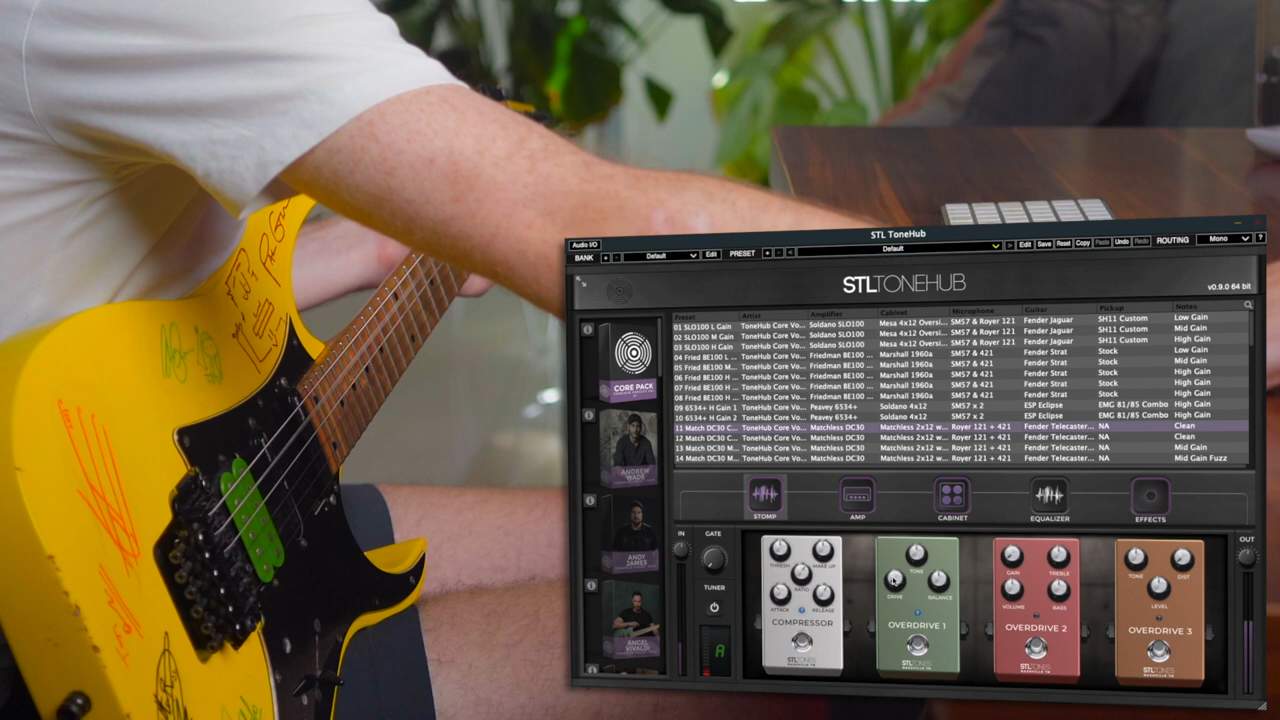 STL ToneHub
Audio I/O
BANK + - Default Edit PRESET + - < Default > Edit Save Reset Copy Paste Undo Redo ROUTING Mono ?
STLTONEHUB
v0.9.0 64 bit
Preset Artist Amplifier Cabinet Microphone Guitar Pickup Notes
01 SLO100 L Gain ToneHub Core Vo... Soldano SLO100 Mesa 4x12 Oversi... SM57 & Royer 121 Fender Jaguar SH11 Custom Low Gain
02 SLO100 M Gain ToneHub Core Vo... Soldano SLO100 Mesa 4x12 Oversi... SM57 & Royer 121 Fender Jaguar SH11 Custom Mid Gain
03 SLO100 H Gain ToneHub Core Vo... Soldano SLO100 Mesa 4x12 Oversi... SM57 & Royer 121 Fender Jaguar SH11 Custom High Gain
04 Fried BE100 L ... ToneHub Core Vo... Friedman BE100 ... Marshall 1960a SM57 & 421 Fender Strat Stock Low Gain
05 Fried BE100 M... ToneHub Core Vo... Friedman BE100 ... Marshall 1960a SM57 & 421 Fender Strat Stock Mid Gain
06 Fried BE100 H ... ToneHub Core Vo... Friedman BE100 ... Marshall 1960a SM57 & 421 Fender Strat Stock High Gain
07 Fried BE100 H ... ToneHub Core Vo... Friedman BE100 ... Marshall 1960a SM57 & 421 Fender Strat Stock High Gain
08 Fried BE100 H ... ToneHub Core Vo... Friedman BE100 ... Marshall 1960a SM57 & 421 Fender Strat Stock High Gain
09 6534+ H Gain 1 ToneHub Core Vo... Peavey 6534+ Soldano 4x12 SM57 x 2 ESP Eclipse EMG 81/85 Combo High Gain
10 6534+ H Gain 2 ToneHub Core Vo... Peavey 6534+ Soldano 4x12 SM57 x 2 ESP Eclipse EMG 81/85 Combo High Gain
11 Match DC30 C... ToneHub Core Vo... Matchless DC30 Matchless 2x12 w... Royer 121 + 421 Fender Telecaster... NA Clean
12 Match DC30 C... ToneHub Core Vo... Matchless DC30 Matchless 2x12 w... Royer 121 + 421 Fender Telecaster... NA Clean
13 Match DC30 M... ToneHub Core Vo... Matchless DC30 Matchless 2x12 w... Royer 121 + 421 Fender Telecaster... NA Mid Gain
14 Match DC30 M... ToneHub Core Vo... Matchless DC30 Matchless 2x12 w... Royer 121 + 421 Fender Telecaster... NA Mid Gain Fuzz
CORE PACK
ANDREW
WADE
ANDY
JAMES
ANGEL
VIVALDI
STOMP AMP CABINET EQUALIZER EFFECTS
IN GATE OUT
TUNER
A
THRESH MAKE UP
RATIO
ATTACK RELEASE
COMPRESSOR
STLTONES
NASHVILLE TN
TONE
DRIVE BALANCE
OVERDRIVE 1
STLTONES
NASHVILLE TN
GAIN TREBLE
VOLUME BASS
OVERDRIVE 2
STLTONES
NASHVILLE TN
TONE DIST
LEVEL
OVERDRIVE 3
STLTONES
NASHVILLE TN